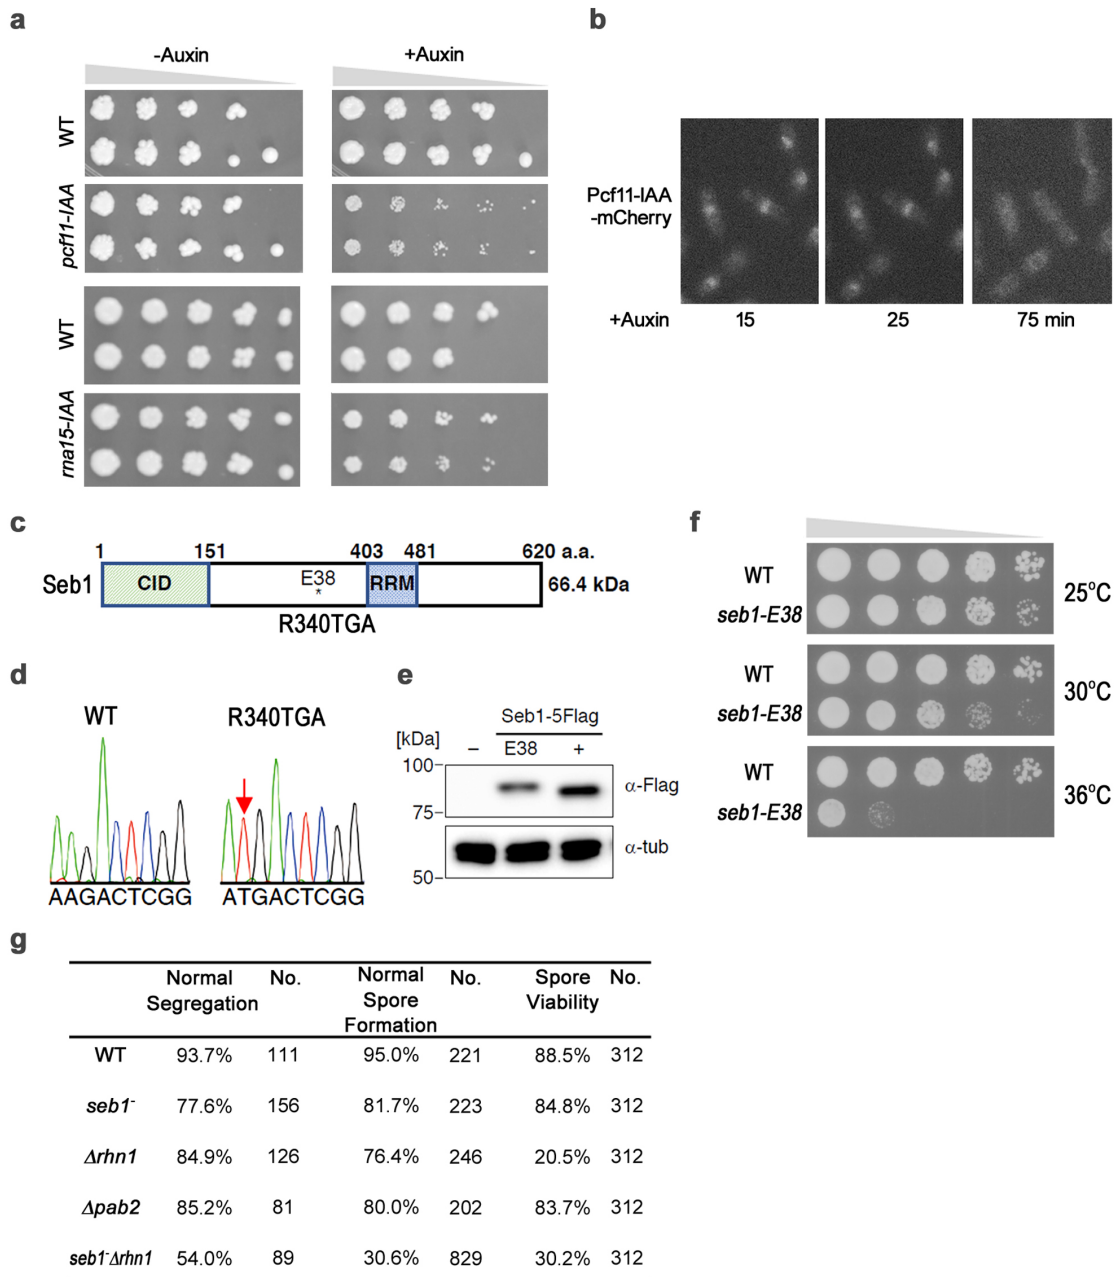 a
-Auxin
+Auxin
WT
pcf11-IAA
WT
rna15-IAA
b
Pcf11-IAA
-mCherry
+Auxin
15
25
75 min
c
1
151
403
481
620 a.a.
Seb1
CID
E38
*
RRM
66.4 kDa
R340TGA
d
WT
R340TGA
AAGACTCGG
ATGACTCGG
e
Seb1-5Flag
[kDa]
–
E38
+
100
75
50
α-Flag
α-tub
f
WT
seb1-E38
25ºC
WT
seb1-E38
30ºC
WT
seb1-E38
36ºC
g
Normal Segregation No. Normal Spore Formation No. Spore Viability No.
WT 93.7% 111 95.0% 221 88.5% 312
seb1⁻ 77.6% 156 81.7% 223 84.8% 312
Δrhn1 84.9% 126 76.4% 246 20.5% 312
Δpab2 85.2% 81 80.0% 202 83.7% 312
seb1⁻Δrhn1 54.0% 89 30.6% 829 30.2% 312